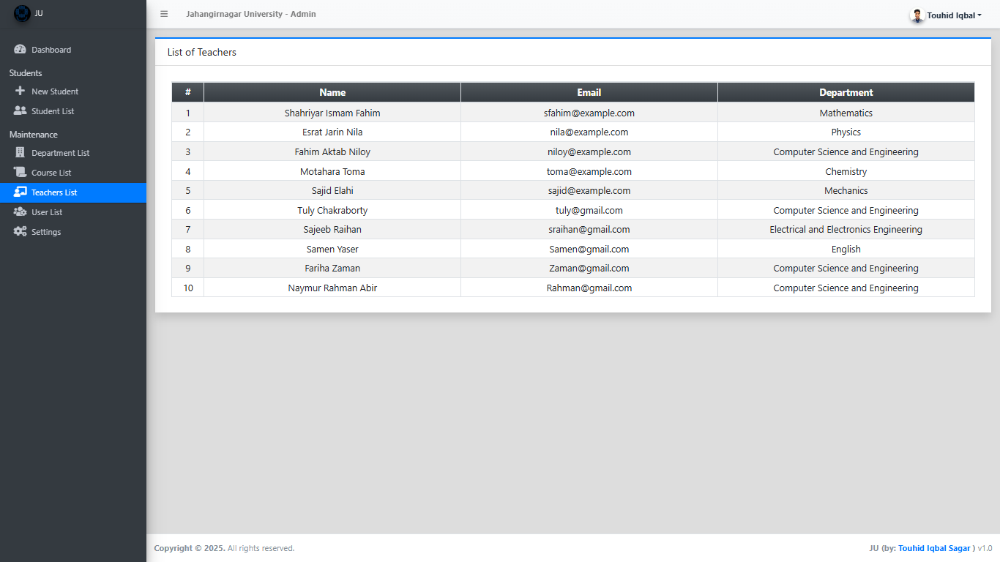 JU
Jahangirnagar University - Admin
Touhid Iqbal
Dashboard
Students
New Student
Student List
Maintenance
Department List
Course List
Teachers List
User List
Settings
List of Teachers
# Name Email Department
1 Shahriyar Ismam Fahim sfahim@example.com Mathematics
2 Esrat Jarin Nila nila@example.com Physics
3 Fahim Aktab Niloy niloy@example.com Computer Science and Engineering
4 Motahara Toma toma@example.com Chemistry
5 Sajid Elahi sajid@example.com Mechanics
6 Tuly Chakraborty tuly@gmail.com Computer Science and Engineering
7 Sajeeb Raihan sraihan@gmail.com Electrical and Electronics Engineering
8 Samen Yaser Samen@gmail.com English
9 Fariha Zaman Zaman@gmail.com Computer Science and Engineering
10 Naymur Rahman Abir Rahman@gmail.com Computer Science and Engineering
Copyright © 2025. All rights reserved.
JU (by: Touhid Iqbal Sagar ) v1.0